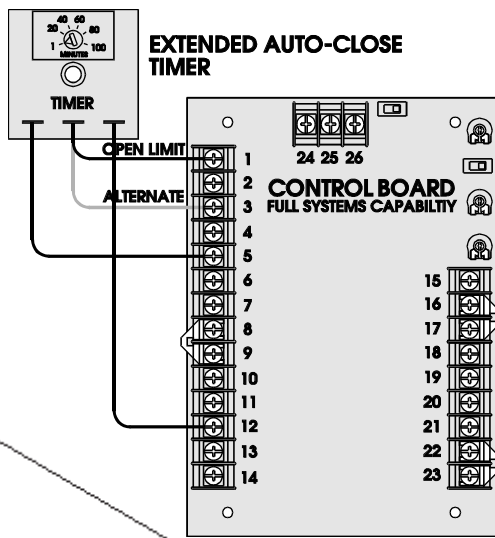 40 60
20 80
1 100
MINUTES
TIMER
EXTENDED AUTO-CLOSE
TIMER
OPEN LIMIT
ALTERNATE
24 25 26
CONTROL BOARD
FULL SYSTEMS CAPABILTIY
1
2
3
4
5
6
7
8
9
10
11
12
13
14
15
16
17
18
19
20
21
22
23